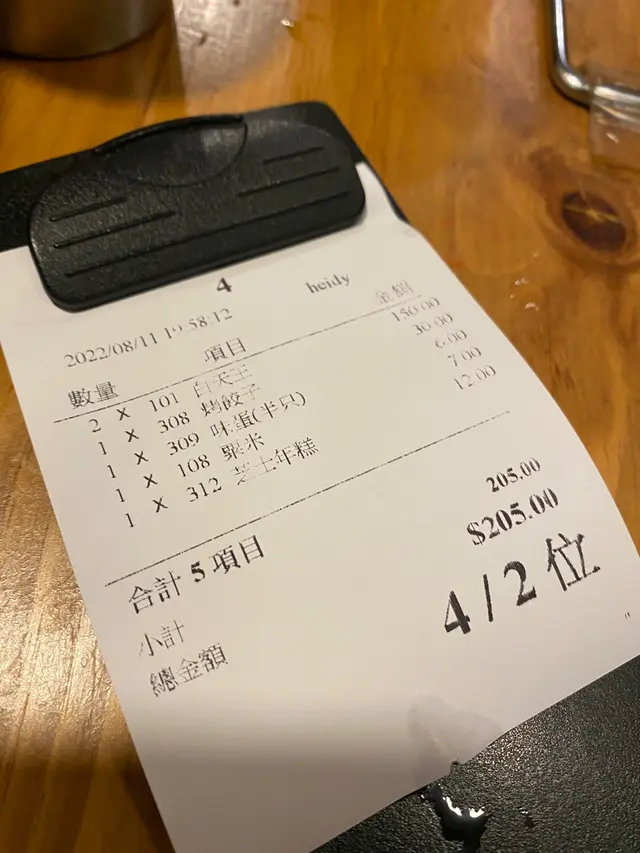 4 heidy
2022/08/11 19:58:12
數量 項目 金額
2 X 101 白天王 150.00
1 X 308 烤餃子 30.00
1 X 309 味蛋(半只) 6.00
1 X 108 粟米 7.00
1 X 312 芝士年糕 12.00
合計 5 項目
小計 205.00
總金額 $205.00
4 / 2 位